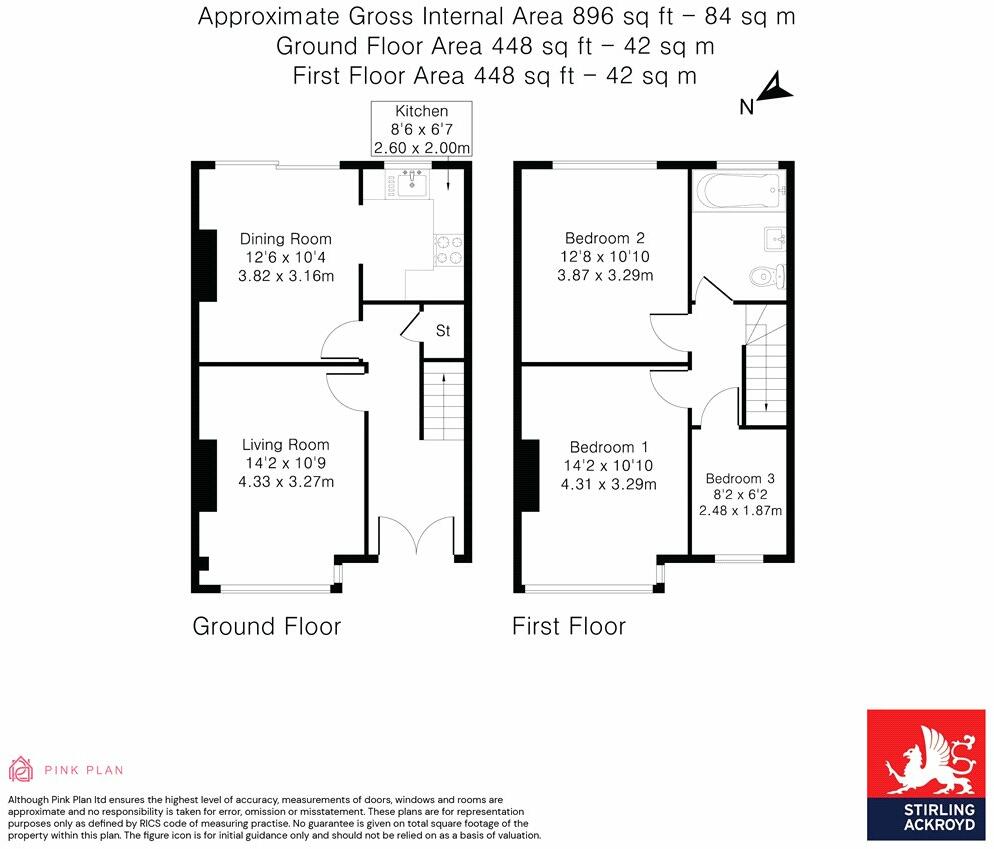 Approximate Gross Internal Area 896 sq ft – 84 sq m
Ground Floor Area 448 sq ft – 42 sq m
First Floor Area 448 sq ft – 42 sq m
N
Kitchen
8'6 x 6'7
2.60 x 2.00m
Dining Room
12'6 x 10'4
3.82 x 3.16m
St
Living Room
14'2 x 10'9
4.33 x 3.27m
Ground Floor
Bedroom 2
12'8 x 10'10
3.87 x 3.29m
Bedroom 1
14'2 x 10'10
4.31 x 3.29m
Bedroom 3
8'2 x 6'2
2.48 x 1.87m
First Floor
PINK PLAN
Although Pink Plan ltd ensures the highest level of accuracy, measurements of doors, windows and rooms are
approximate and no responsibility is taken for error, omission or misstatement. These plans are for representation
purposes only as defined by RICS code of measuring practise. No guarantee is given on total square footage of the
property within this plan. The figure icon is for initial guidance only and should not be relied on as a basis of valuation.
STIRLING
ACKROYD